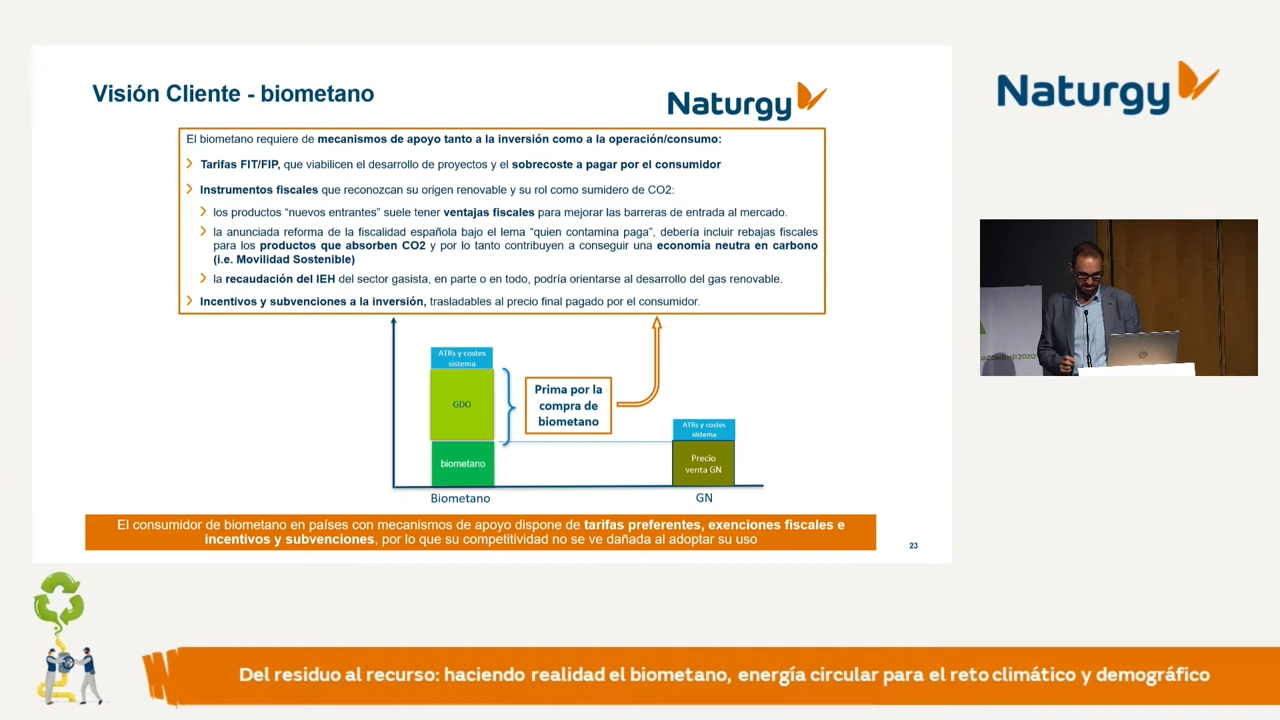 Visión Cliente - biometano
Naturgy
Naturgy
El biometano requiere de mecanismos de apoyo tanto a la inversión como a la operación/consumo:
Tarifas FIT/FIP, que viabilicen el desarrollo de proyectos y el sobrecoste a pagar por el consumidor
Instrumentos fiscales que reconozcan su origen renovable y su rol como sumidero de CO2:
los productos “nuevos entrantes” suele tener ventajas fiscales para mejorar las barreras de entrada al mercado.
la anunciada reforma de la fiscalidad española bajo el lema “quien contamina paga”, debería incluir rebajas fiscales
para los productos que absorben CO2 y por lo tanto contribuyen a conseguir una economía neutra en carbono
(i.e. Movilidad Sostenible)
la recaudación del IEH del sector gasista, en parte o en todo, podría orientarse al desarrollo del gas renovable.
Incentivos y subvenciones a la inversión, trasladables al precio final pagado por el consumidor.
ATRs y costes
sistema
GDO
biometano
Biometano
Prima por la
compra de
biometano
ATRs y costes
sistema
Precio
venta GN
GN
El consumidor de biometano en países con mecanismos de apoyo dispone de tarifas preferentes, exenciones fiscales e
incentivos y subvenciones, por lo que su competitividad no se ve dañada al adoptar su uso
23
Del residuo al recurso: haciendo realidad el biometano, energía circular para el reto climático y demográfico